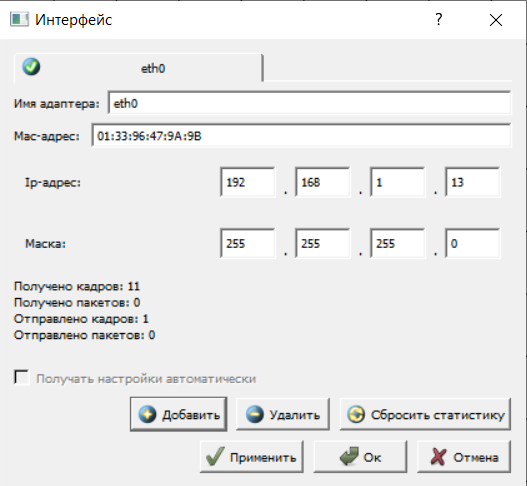 Интерфейс
?
eth0
Имя адаптера: eth0
Mac-адрес: 01:33:96:47:9A:9B
Ip-адрес: 192 . 168 . 1 . 13
Маска: 255 . 255 . 255 . 0
Получено кадров: 11
Получено пакетов: 0
Отправлено кадров: 1
Отправлено пакетов: 0
Получать настройки автоматически
Добавить Удалить Сбросить статистику
Применить Ок Отмена